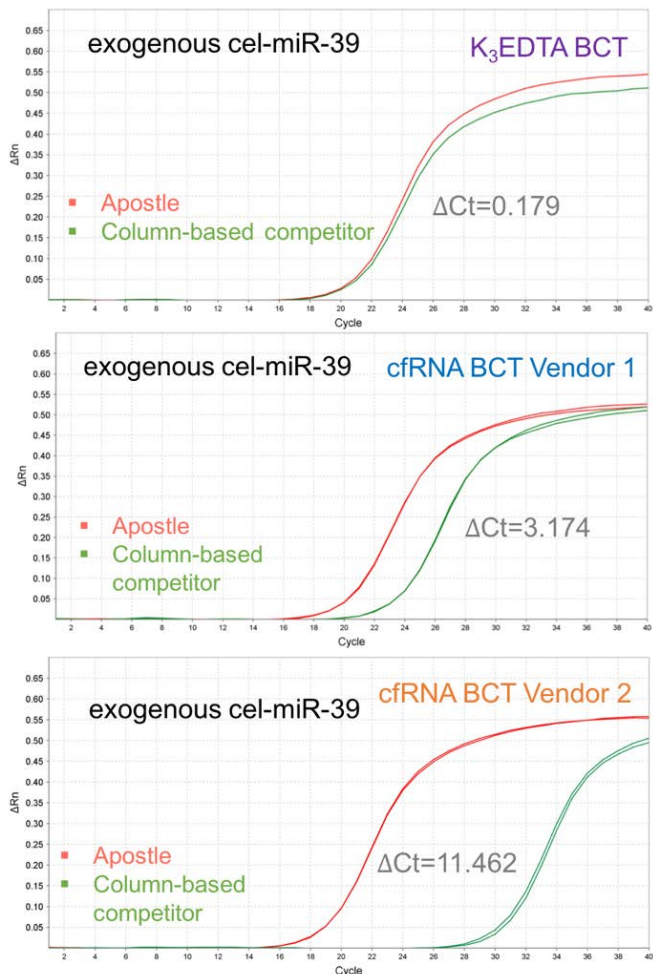 exogenous cel-miR-39
K₃EDTA BCT
0.65
0.60
0.55
0.50
0.45
0.40
0.35
0.30
0.25
0.20
0.15
0.10
0.05
ΔRn
Apostle
Column-based competitor
ΔCt=0.179
2 4 6 8 10 12 14 16 18 20 22 24 26 28 30 32 34 36 38 40
Cycle
exogenous cel-miR-39
cfRNA BCT Vendor 1
0.65
0.60
0.55
0.50
0.45
0.40
0.35
0.30
0.25
0.20
0.15
0.10
0.05
ΔRn
Apostle
Column-based
competitor
ΔCt=3.174
2 4 6 8 10 12 14 16 18 20 22 24 26 28 30 32 34 36 38 40
Cycle
exogenous cel-miR-39
cfRNA BCT Vendor 2
0.65
0.60
0.55
0.50
0.45
0.40
0.35
0.30
0.25
0.20
0.15
0.10
0.05
ΔRn
Apostle
Column-based
competitor
ΔCt=11.462
2 4 6 8 10 12 14 16 18 20 22 24 26 28 30 32 34 36 38 40
Cycle